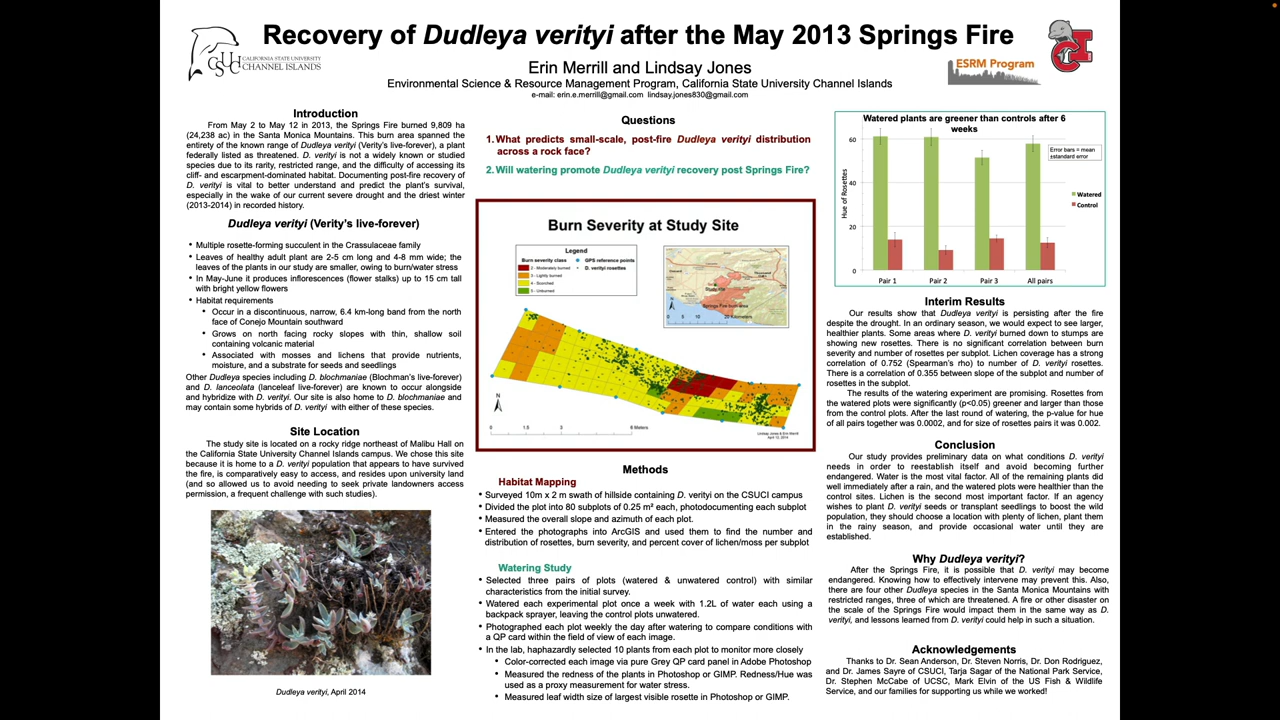 Recovery of Dudleya verityi after the May 2013 Springs Fire
CALIFORNIA STATE UNIVERSITY
CHANNEL ISLANDS
Erin Merrill and Lindsay Jones
Environmental Science & Resource Management Program, California State University Channel Islands
e-mail: erin.e.merrill@gmail.com lindsay.jones830@gmail.com
ESRM Program
Introduction
From May 2 to May 12 in 2013, the Springs Fire burned 9,809 ha
(24,238 ac) in the Santa Monica Mountains. This burn area spanned the
entirety of the known range of Dudleya verityi (Verity's live-forever), a plant
federally listed as threatened. D. verityi is not a widely known or studied
species due to its rarity, restricted range, and the difficulty of accessing its
cliff- and escarpment-dominated habitat. Documenting post-fire recovery of
D. verityi is vital to better understand and predict the plant's survival,
especially in the wake of our current severe drought and the driest winter
(2013-2014) in recorded history.
Dudleya verityi (Verity's live-forever)
• Multiple rosette-forming succulent in the Crassulaceae family
• Leaves of healthy adult plant are 2-5 cm long and 4-8 mm wide; the
leaves of the plants in our study are smaller, owing to burn/water stress
• In May-June it produces inflorescences (flower stalks) up to 15 cm tall
with bright yellow flowers
• Habitat requirements
• Occur in a discontinuous, narrow, 6.4 km-long band from the north
face of Conejo Mountain southward
• Grows on north facing rocky slopes with thin, shallow soil
containing volcanic material
• Associated with mosses and lichens that provide nutrients,
moisture, and a substrate for seeds and seedlings
Other Dudleya species including D. blochmaniae (Blochman's live-forever)
and D. lanceolata (lanceleaf live-forever) are known to occur alongside
and hybridize with D. verityi. Our site is also home to D. blochmaniae and
may contain some hybrids of D. verityi with either of these species.
Site Location
The study site is located on a rocky ridge northeast of Malibu Hall on
the California State University Channel Islands campus. We chose this site
because it is home to a D. verityi population that appears to have survived
the fire, is comparatively easy to access, and resides upon university land
(and so allowed us to avoid needing to seek private landowners access
permission, a frequent challenge with such studies).
Dudleya verityi, April 2014
Questions
1. What predicts small-scale, post-fire Dudleya verityi distribution
across a rock face?
2. Will watering promote Dudleya verityi recovery post Springs Fire?
Burn Severity at Study Site
Legend
Burn severity class
2 - Moderately burned
3 - Lightly burned
4 - Scorched
5 - Unburned
GPS reference points
D. verityi rosettes
Study site
Springs Fire burn area
N
0 5 10 20 Kilometers
N
0 1.5 3 6 Meters
Lindsay Jones & Erin Merrill
April 12, 2014
Methods
Habitat Mapping
• Surveyed 10m x 2 m swath of hillside containing D. verityi on the CSUCI campus
• Divided the plot into 80 subplots of 0.25 m² each, photodocumenting each subplot
• Measured the overall slope and azimuth of each plot.
• Entered the photographs into ArcGIS and used them to find the number and
distribution of rosettes, burn severity, and percent cover of lichen/moss per subplot
Watering Study
• Selected three pairs of plots (watered & unwatered control) with similar
characteristics from the initial survey.
• Watered each experimental plot once a week with 1.2L of water each using a
backpack sprayer, leaving the control plots unwatered.
• Photographed each plot weekly the day after watering to compare conditions with
a QP card within the field of view of each image.
• In the lab, haphazardly selected 10 plants from each plot to monitor more closely
• Color-corrected each image via pure Grey QP card panel in Adobe Photoshop
• Measured the redness of the plants in Photoshop or GIMP. Redness/Hue was
used as a proxy measurement for water stress.
• Measured leaf width size of largest visible rosette in Photoshop or GIMP.
Watered plants are greener than controls after 6
weeks
Error bars = mean
±standard error
Hue of Rosettes
60
40
20
0
Watered
Control
Pair 1 Pair 2 Pair 3 All pairs
Interim Results
Our results show that Dudleya verityi is persisting after the fire
despite the drought. In an ordinary season, we would expect to see larger,
healthier plants. Some areas where D. verityi burned down to stumps are
showing new rosettes. There is no significant correlation between burn
severity and number of rosettes per subplot. Lichen coverage has a strong
correlation of 0.752 (Spearman's rho) to number of D. verityi rosettes.
There is a correlation of 0.355 between slope of the subplot and number of
rosettes in the subplot.
The results of the watering experiment are promising. Rosettes from
the watered plots were significantly (p<0.05) greener and larger than those
from the control plots. After the last round of watering, the p-value for hue
of all pairs together was 0.0002, and for size of rosettes pairs it was 0.002.
Conclusion
Our study provides preliminary data on what conditions D. verityi
needs in order to reestablish itself and avoid becoming further
endangered. Water is the most vital factor. All of the remaining plants did
well immediately after a rain, and the watered plots were healthier than the
control sites. Lichen is the second most important factor. If an agency
wishes to plant D. verityi seeds or transplant seedlings to boost the wild
population, they should choose a location with plenty of lichen, plant them
in the rainy season, and provide occasional water until they are
established.
Why Dudleya verityi?
After the Springs Fire, it is possible that D. verityi may become
endangered. Knowing how to effectively intervene may prevent this. Also,
there are four other Dudleya species in the Santa Monica Mountains with
restricted ranges, three of which are threatened. A fire or other disaster on
the scale of the Springs Fire would impact them in the same way as D.
verityi, and lessons learned from D. verityi could help in such a situation.
Acknowledgements
Thanks to Dr. Sean Anderson, Dr. Steven Norris, Dr. Don Rodriguez,
and Dr. James Sayre of CSUCI, Tarja Sagar of the National Park Service,
Dr. Stephen McCabe of UCSC, Mark Elvin of the US Fish & Wildlife
Service, and our families for supporting us while we worked!